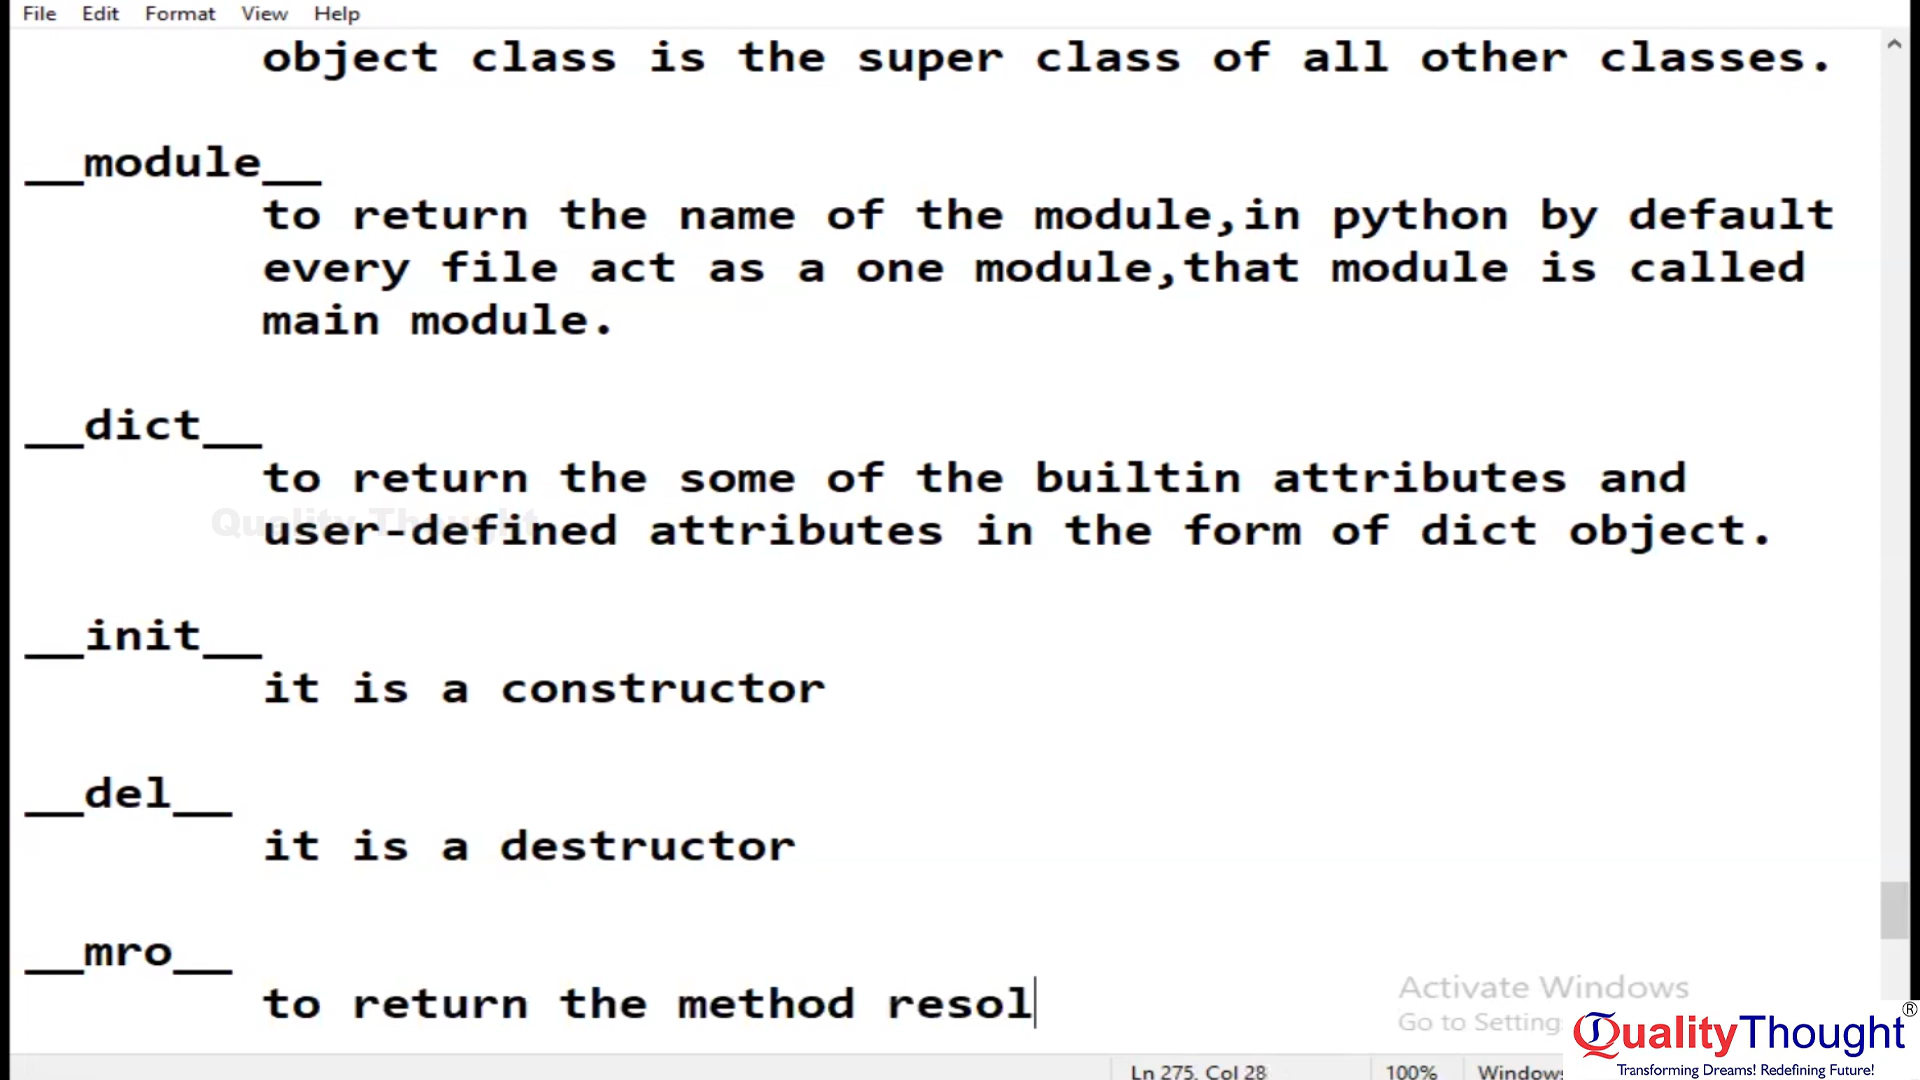 File Edit Format View Help
object class is the super class of all other classes.
__module__
to return the name of the module,in python by default
every file act as a one module,that module is called
main module.
__dict__
to return the some of the builtin attributes and
Quality Thought
user-defined attributes in the form of dict object.
__init__
it is a constructor
__del__
it is a destructor
__mro__
to return the method resol
Activate Windows
Go to Setting
QualityThought®
Transforming Dreams! Redefining Future!
Ln 275, Col 28 100% Windows